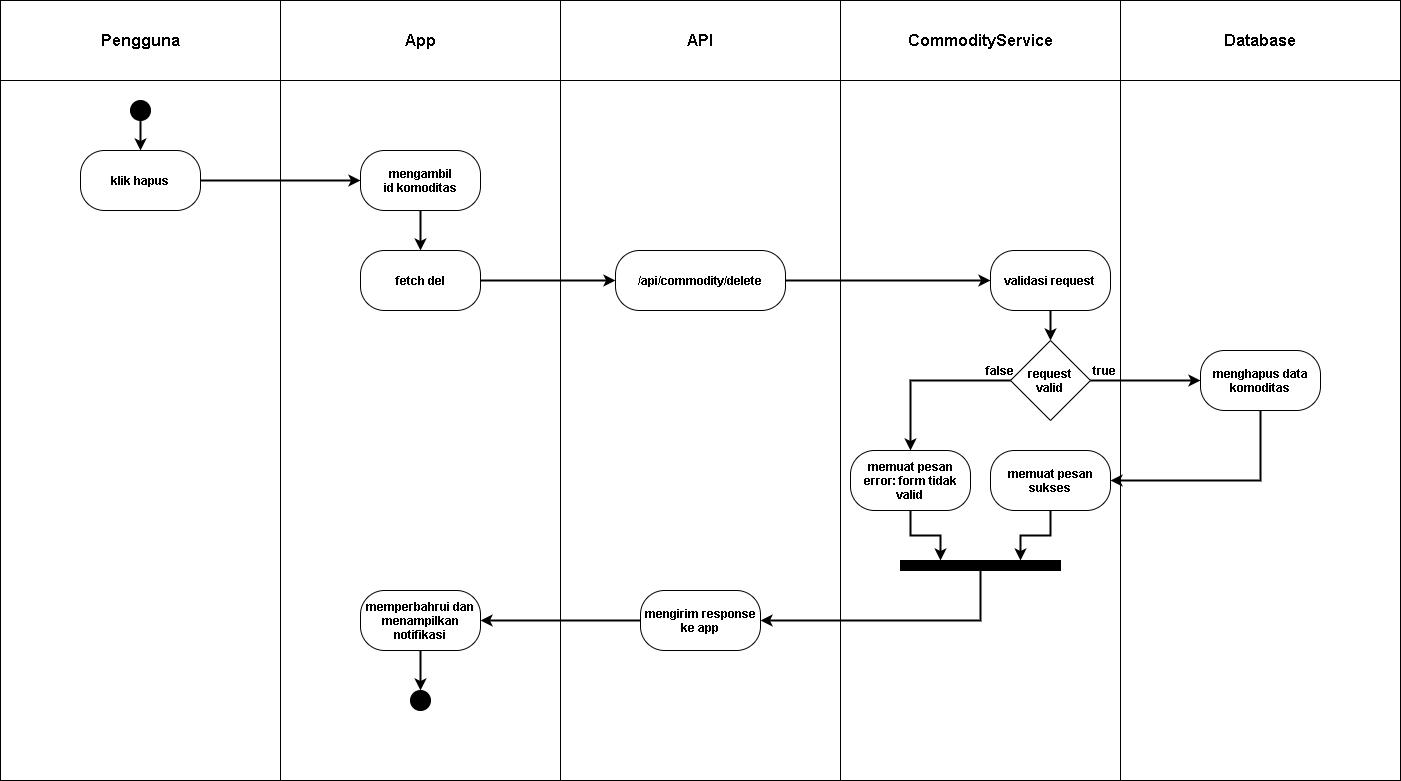 Pengguna
App
API
CommodityService
Database
klik hapus
mengambil
id komoditas
fetch del
/api/commodity/delete
validasi request
false
request
valid
true
menghapus data
komoditas
memuat pesan
error: form tidak
valid
memuat pesan
sukses
memperbahrui dan
menampilkan
notifikasi
mengirim response
ke app